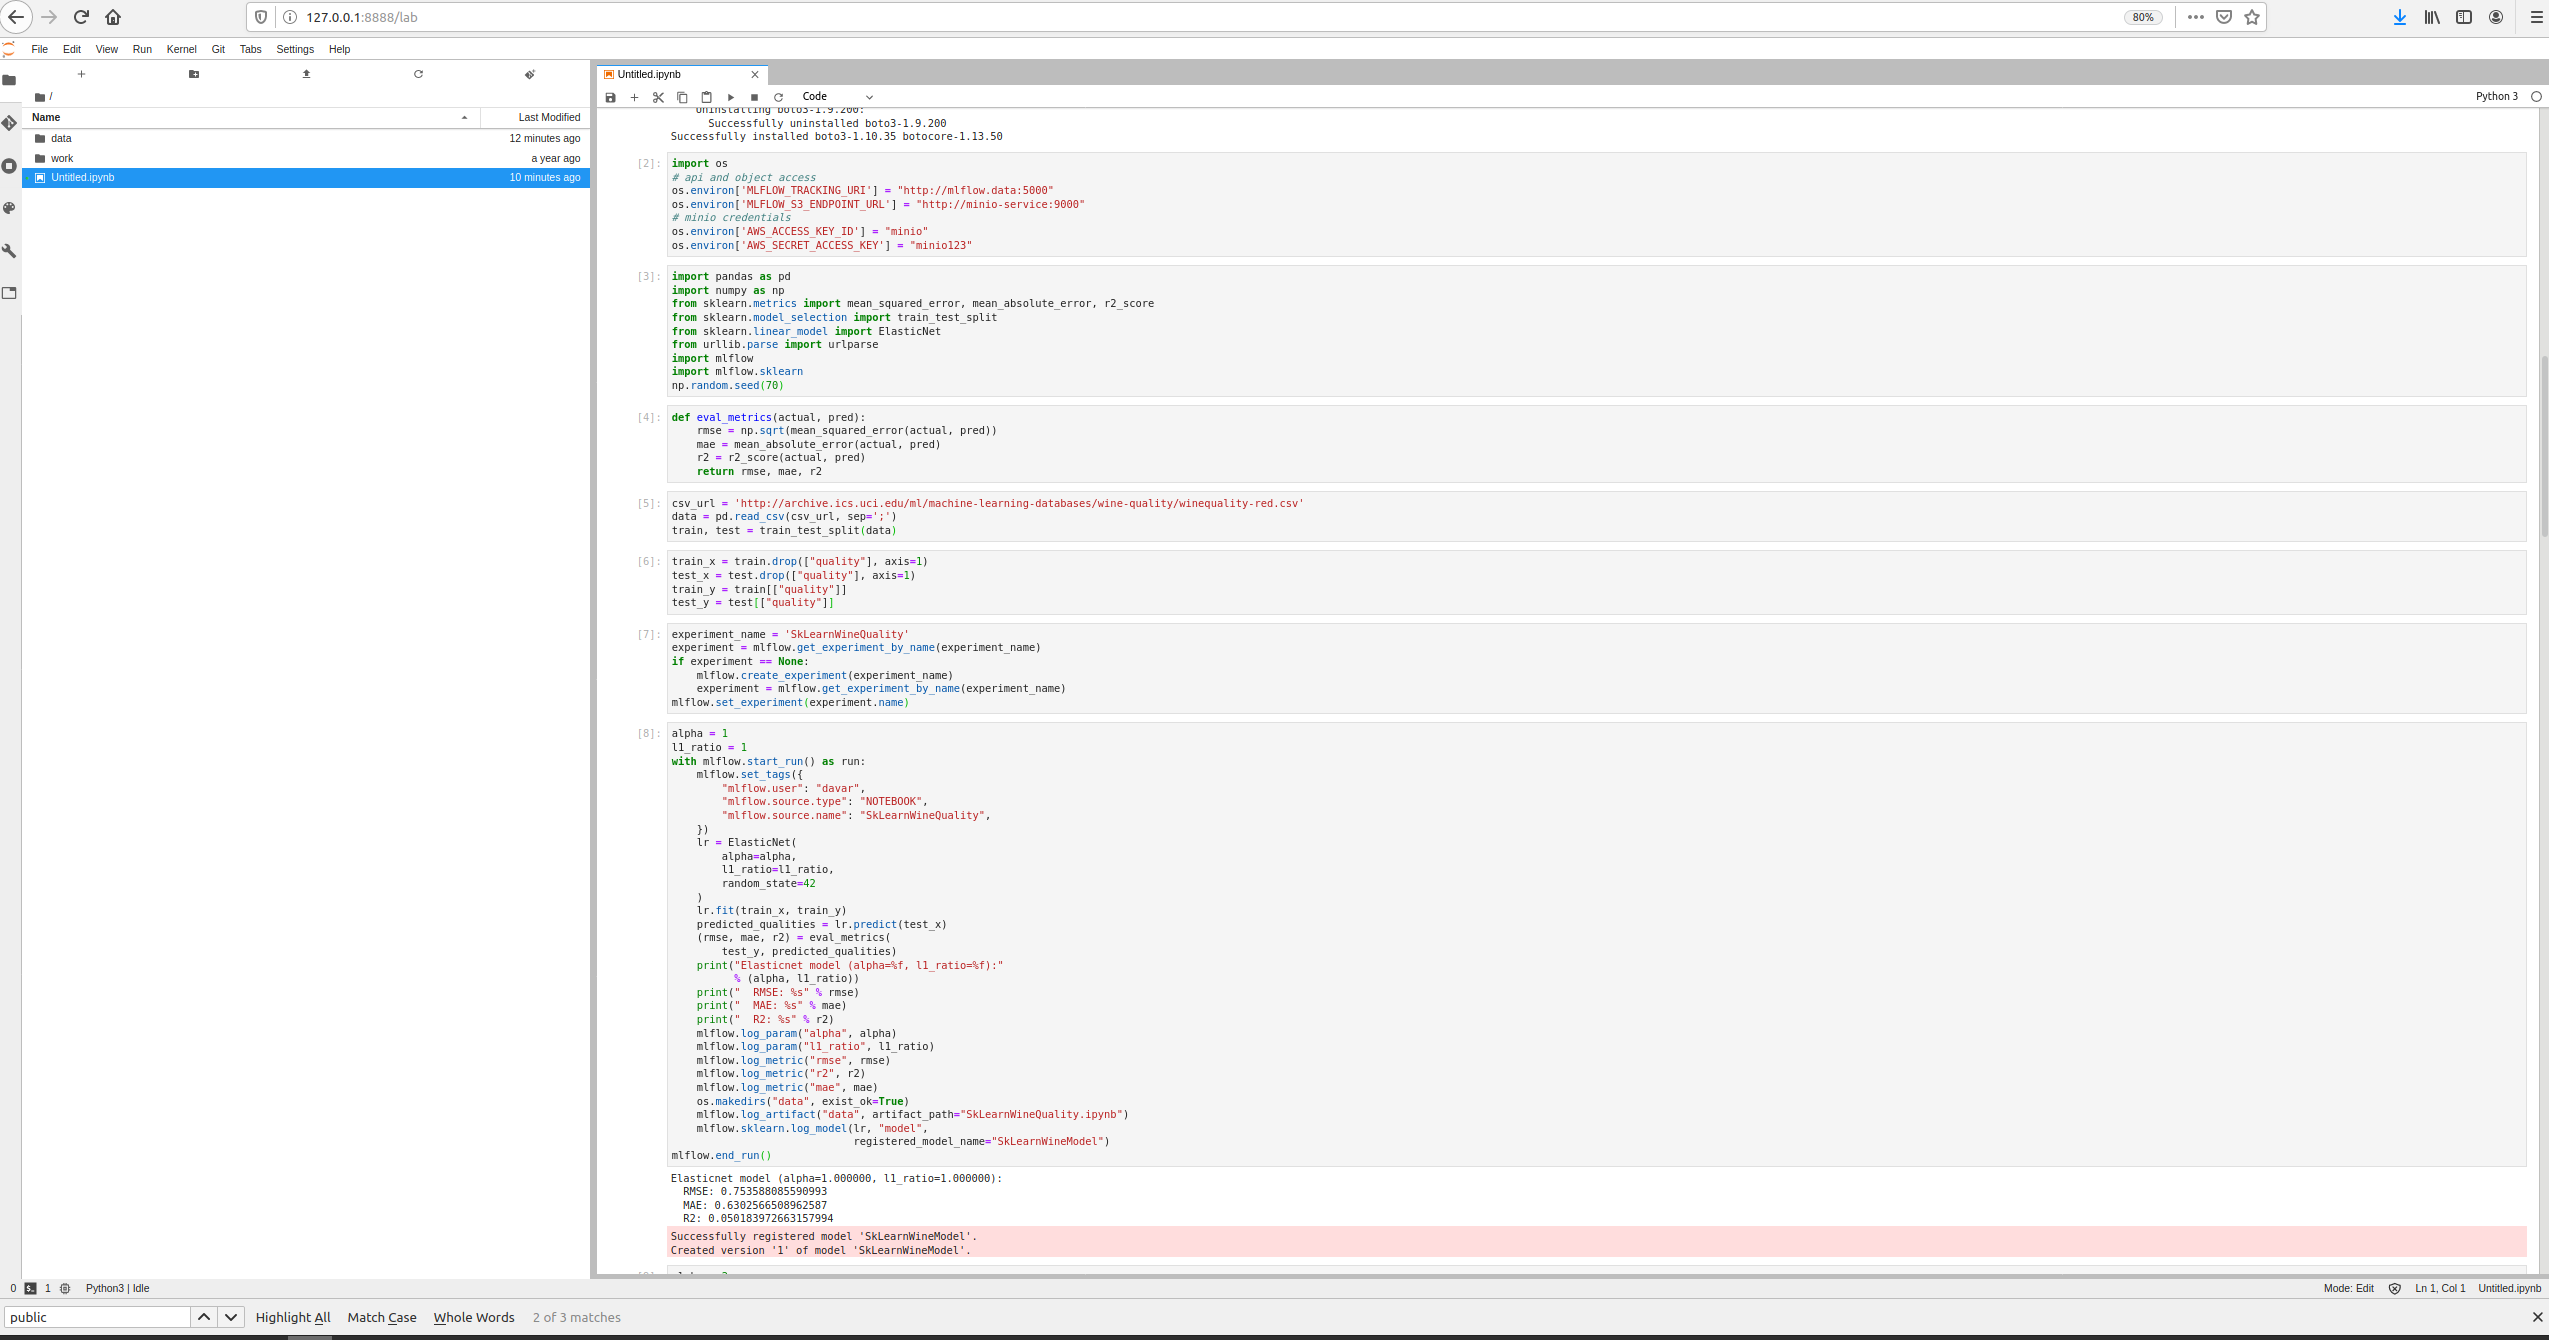 127.0.0.1:8888/lab
80%
File Edit View Run Kernel Git Tabs Settings Help
/
Name Last Modified
data 12 minutes ago
work a year ago
Untitled.ipynb 10 minutes ago
Untitled.ipynb
Code
Python 3
Uninstalling boto3-1.9.200:
Successfully uninstalled boto3-1.9.200
Successfully installed boto3-1.10.35 botocore-1.13.50
[2]: import os
# api and object access
os.environ['MLFLOW_TRACKING_URI'] = "http://mlflow.data:5000"
os.environ['MLFLOW_S3_ENDPOINT_URL'] = "http://minio-service:9000"
# minio credentials
os.environ['AWS_ACCESS_KEY_ID'] = "minio"
os.environ['AWS_SECRET_ACCESS_KEY'] = "minio123"
[3]: import pandas as pd
import numpy as np
from sklearn.metrics import mean_squared_error, mean_absolute_error, r2_score
from sklearn.model_selection import train_test_split
from sklearn.linear_model import ElasticNet
from urllib.parse import urlparse
import mlflow
import mlflow.sklearn
np.random.seed(70)
[4]: def eval_metrics(actual, pred):
    rmse = np.sqrt(mean_squared_error(actual, pred))
    mae = mean_absolute_error(actual, pred)
    r2 = r2_score(actual, pred)
    return rmse, mae, r2
[5]: csv_url = 'http://archive.ics.uci.edu/ml/machine-learning-databases/wine-quality/winequality-red.csv'
data = pd.read_csv(csv_url, sep=';')
train, test = train_test_split(data)
[6]: train_x = train.drop(["quality"], axis=1)
test_x = test.drop(["quality"], axis=1)
train_y = train[["quality"]]
test_y = test[["quality"]]
[7]: experiment_name = 'SkLearnWineQuality'
experiment = mlflow.get_experiment_by_name(experiment_name)
if experiment == None:
    mlflow.create_experiment(experiment_name)
    experiment = mlflow.get_experiment_by_name(experiment_name)
mlflow.set_experiment(experiment.name)
[8]: alpha = 1
l1_ratio = 1
with mlflow.start_run() as run:
    mlflow.set_tags({
        "mlflow.user": "davar",
        "mlflow.source.type": "NOTEBOOK",
        "mlflow.source.name": "SkLearnWineQuality",
    })
    lr = ElasticNet(
        alpha=alpha,
        l1_ratio=l1_ratio,
        random_state=42
    )
    lr.fit(train_x, train_y)
    predicted_qualities = lr.predict(test_x)
    (rmse, mae, r2) = eval_metrics(
        test_y, predicted_qualities)
    print("Elasticnet model (alpha=%f, l1_ratio=%f):"
          % (alpha, l1_ratio))
    print("  RMSE: %s" % rmse)
    print("  MAE: %s" % mae)
    print("  R2: %s" % r2)
    mlflow.log_param("alpha", alpha)
    mlflow.log_param("l1_ratio", l1_ratio)
    mlflow.log_metric("rmse", rmse)
    mlflow.log_metric("r2", r2)
    mlflow.log_metric("mae", mae)
    os.makedirs("data", exist_ok=True)
    mlflow.log_artifact("data", artifact_path="SkLearnWineQuality.ipynb")
    mlflow.sklearn.log_model(lr, "model",
                             registered_model_name="SkLearnWineModel")
mlflow.end_run()
Elasticnet model (alpha=1.000000, l1_ratio=1.000000):
  RMSE: 0.753588085590993
  MAE: 0.6302566508962587
  R2: 0.050183972663157994
Successfully registered model 'SkLearnWineModel'.
Created version '1' of model 'SkLearnWineModel'.
0 1 Python3 | Idle Mode: Edit Ln 1, Col 1 Untitled.ipynb
public Highlight All Match Case Whole Words 2 of 3 matches